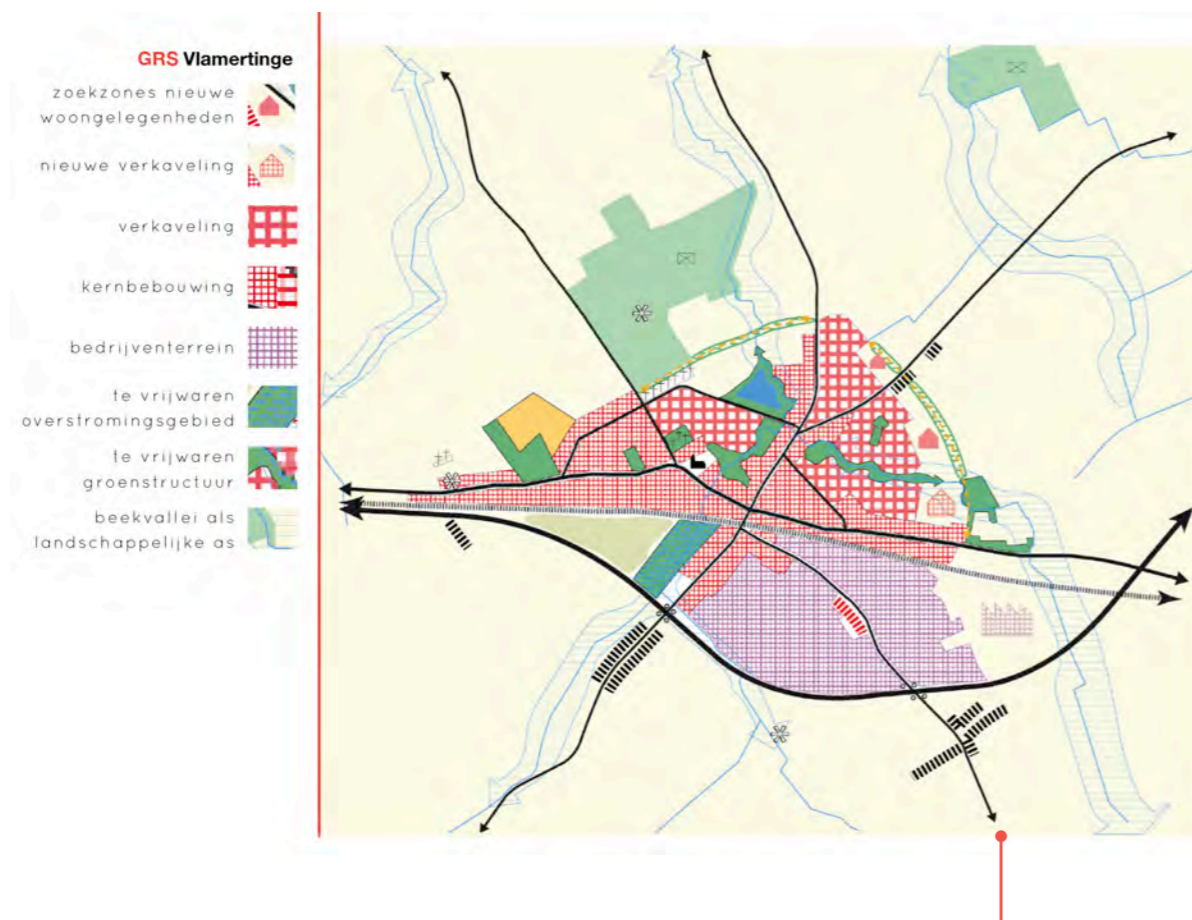 GRS Vlamertinge
zoekzones nieuwe
woongelegenheden
nieuwe verkaveling
verkaveling
kernbebouwing
bedrijventerrein
te vrijwaren
overstromingsgebied
te vrijwaren
groenstructuur
beekvallei als
landschappelijke as